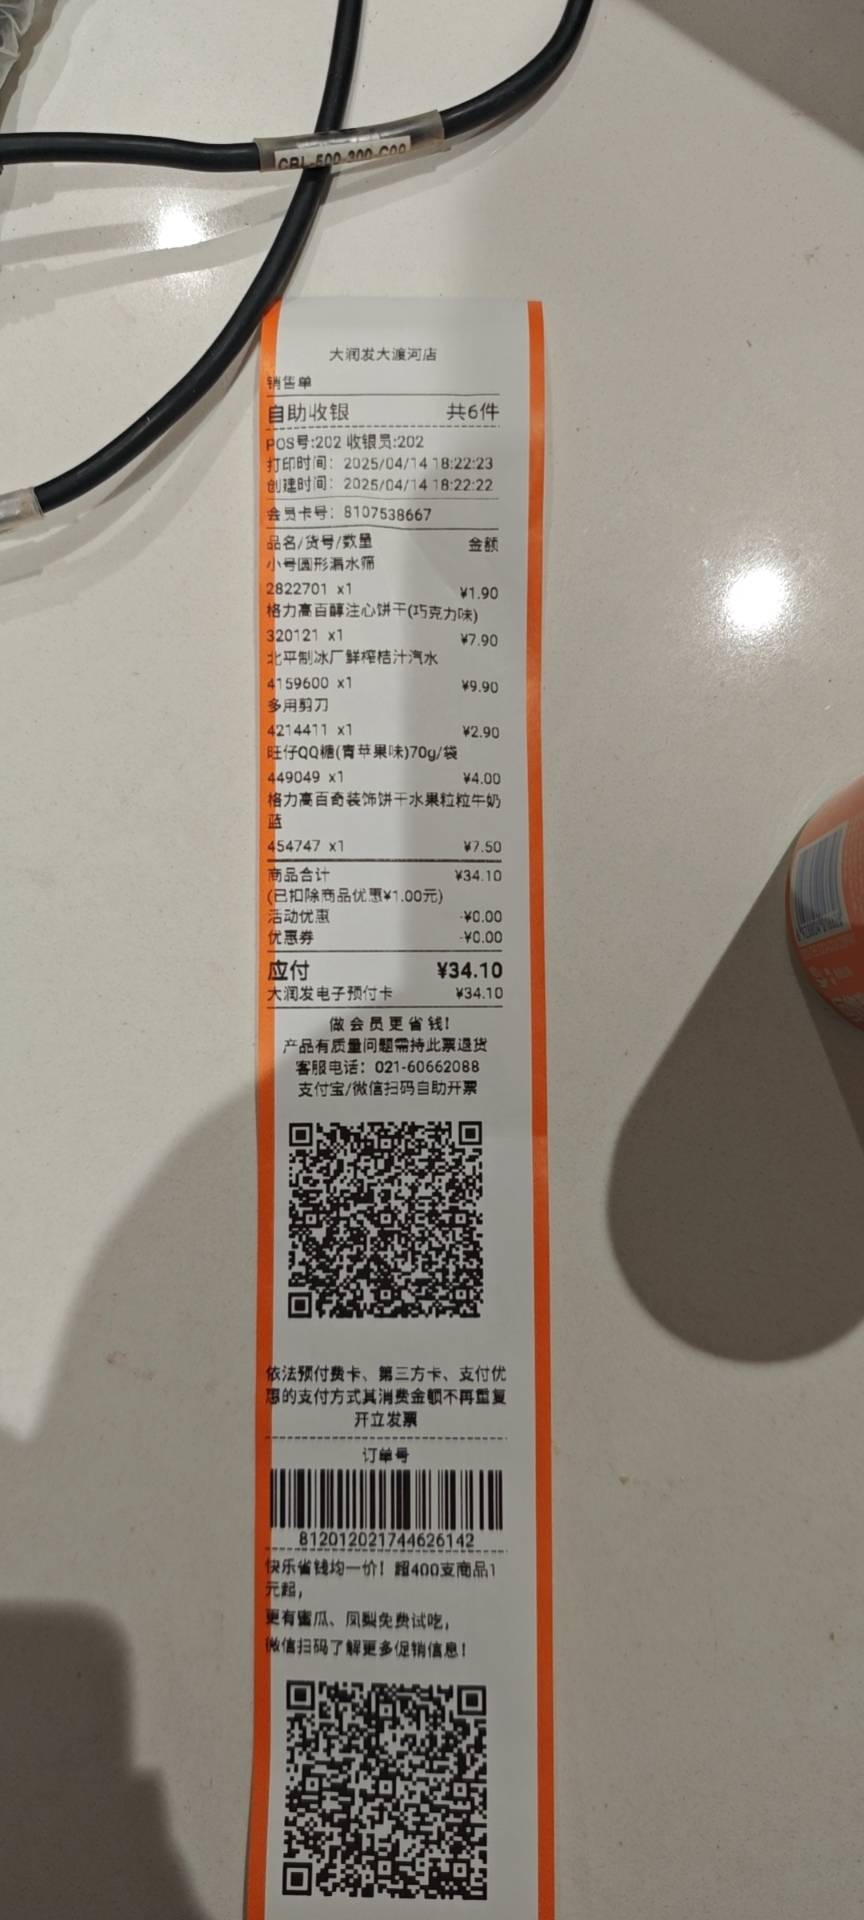 CBL-500-300-C00
大润发大渡河店
销售单
自助收银 共6件
POS号:202 收银员:202
打印时间： 2025/04/14 18:22:23
创建时间： 2025/04/14 18:22:22
会员卡号： 8107538667
品名/货号/数量 金额
小号圆形漏水筛
2822701 x1 ¥1.90
格力高百醇注心饼干(巧克力味)
320121 x1 ¥7.90
北平制冰厂鲜榨桔汁汽水
4159600 x1 ¥9.90
多用剪刀
4214411 x1 ¥2.90
旺仔QQ糖(青苹果味)70g/袋
449049 x1 ¥4.00
格力高百奇装饰饼干水果粒粒牛奶
蓝
454747 x1 ¥7.50
商品合计 ¥34.10
(已扣除商品优惠¥1.00元)
活动优惠 -¥0.00
优惠券 -¥0.00
应付 ¥34.10
大润发电子预付卡 ¥34.10
做会员更省钱!
产品有质量问题需持此票退货
客服电话： 021-60662088
支付宝/微信扫码自助开票
依法预付费卡、第三方卡、支付优
惠的支付方式其消费金额不再重复
开立发票
订单号
812012021744626142
快乐省钱均一价！超400支商品1
元起，
更有蜜瓜、凤梨免费试吃，
微信扫码了解更多促销信息！